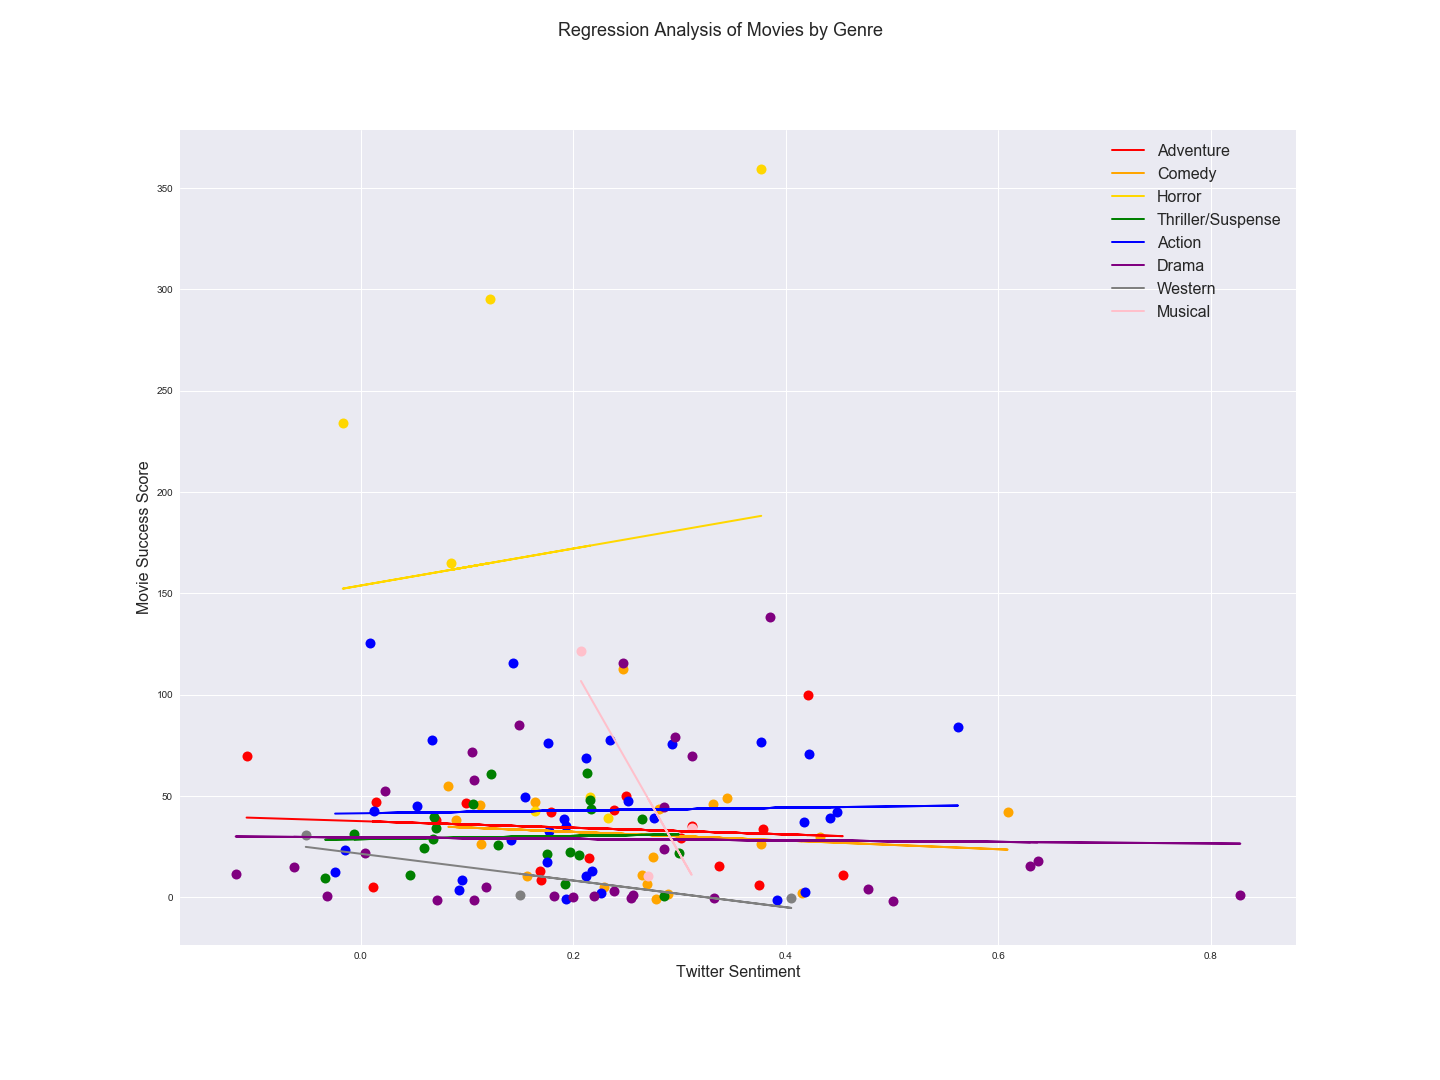 Regression Analysis of Movies by Genre
Adventure
Comedy
Horror
Thriller/Suspense
Action
Drama
Western
Musical
350
300
250
200
150
100
50
0
Movie Success Score
0.0 0.2 0.4 0.6 0.8
Twitter Sentiment